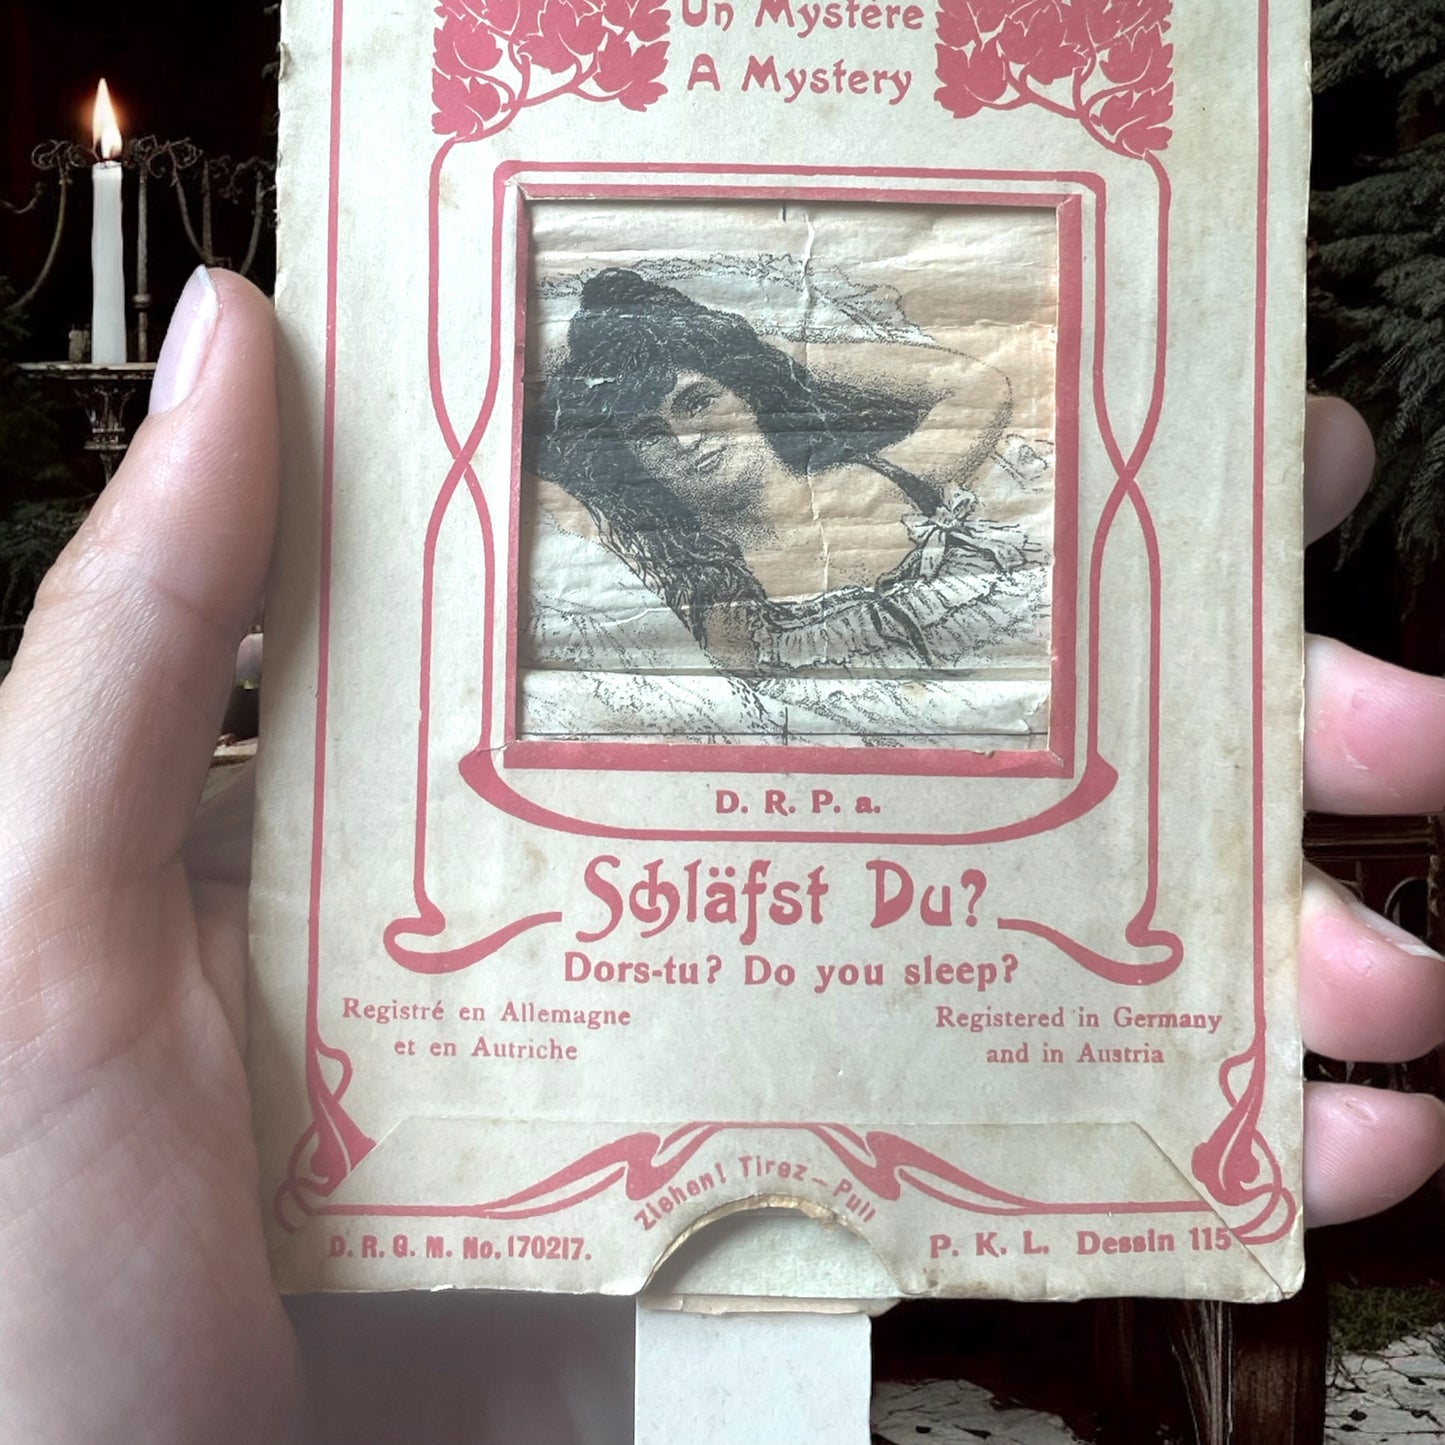 Un Mystère
A Mystery
D. R. P. a.
Schläfst Du?
Dors-tu? Do you sleep?
Registré en Allemagne
et en Autriche
Registered in Germany
and in Austria
Ziehen! Tirez - Pull
D. R. G. M. No. 170217.
P. K. L. Dessin 115